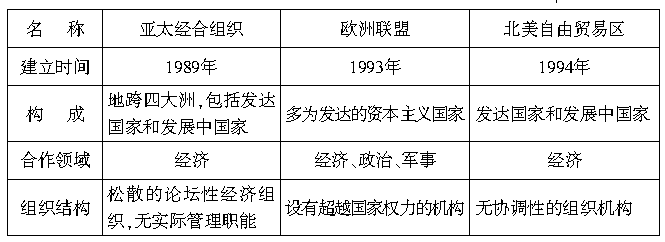 名 称 亚太经合组织 欧洲联盟 北美自由贸易区
建立时间 1989年 1993年 1994年
构 成 地跨四大洲,包括发达国家和发展中国家 多为发达的资本主义国家 发达国家和发展中国家
合作领域 经济 经济、政治、军事 经济
组织结构 松散的论坛性经济组织,无实际管理职能 设有超越国家权力的机构 无协调性的组织机构